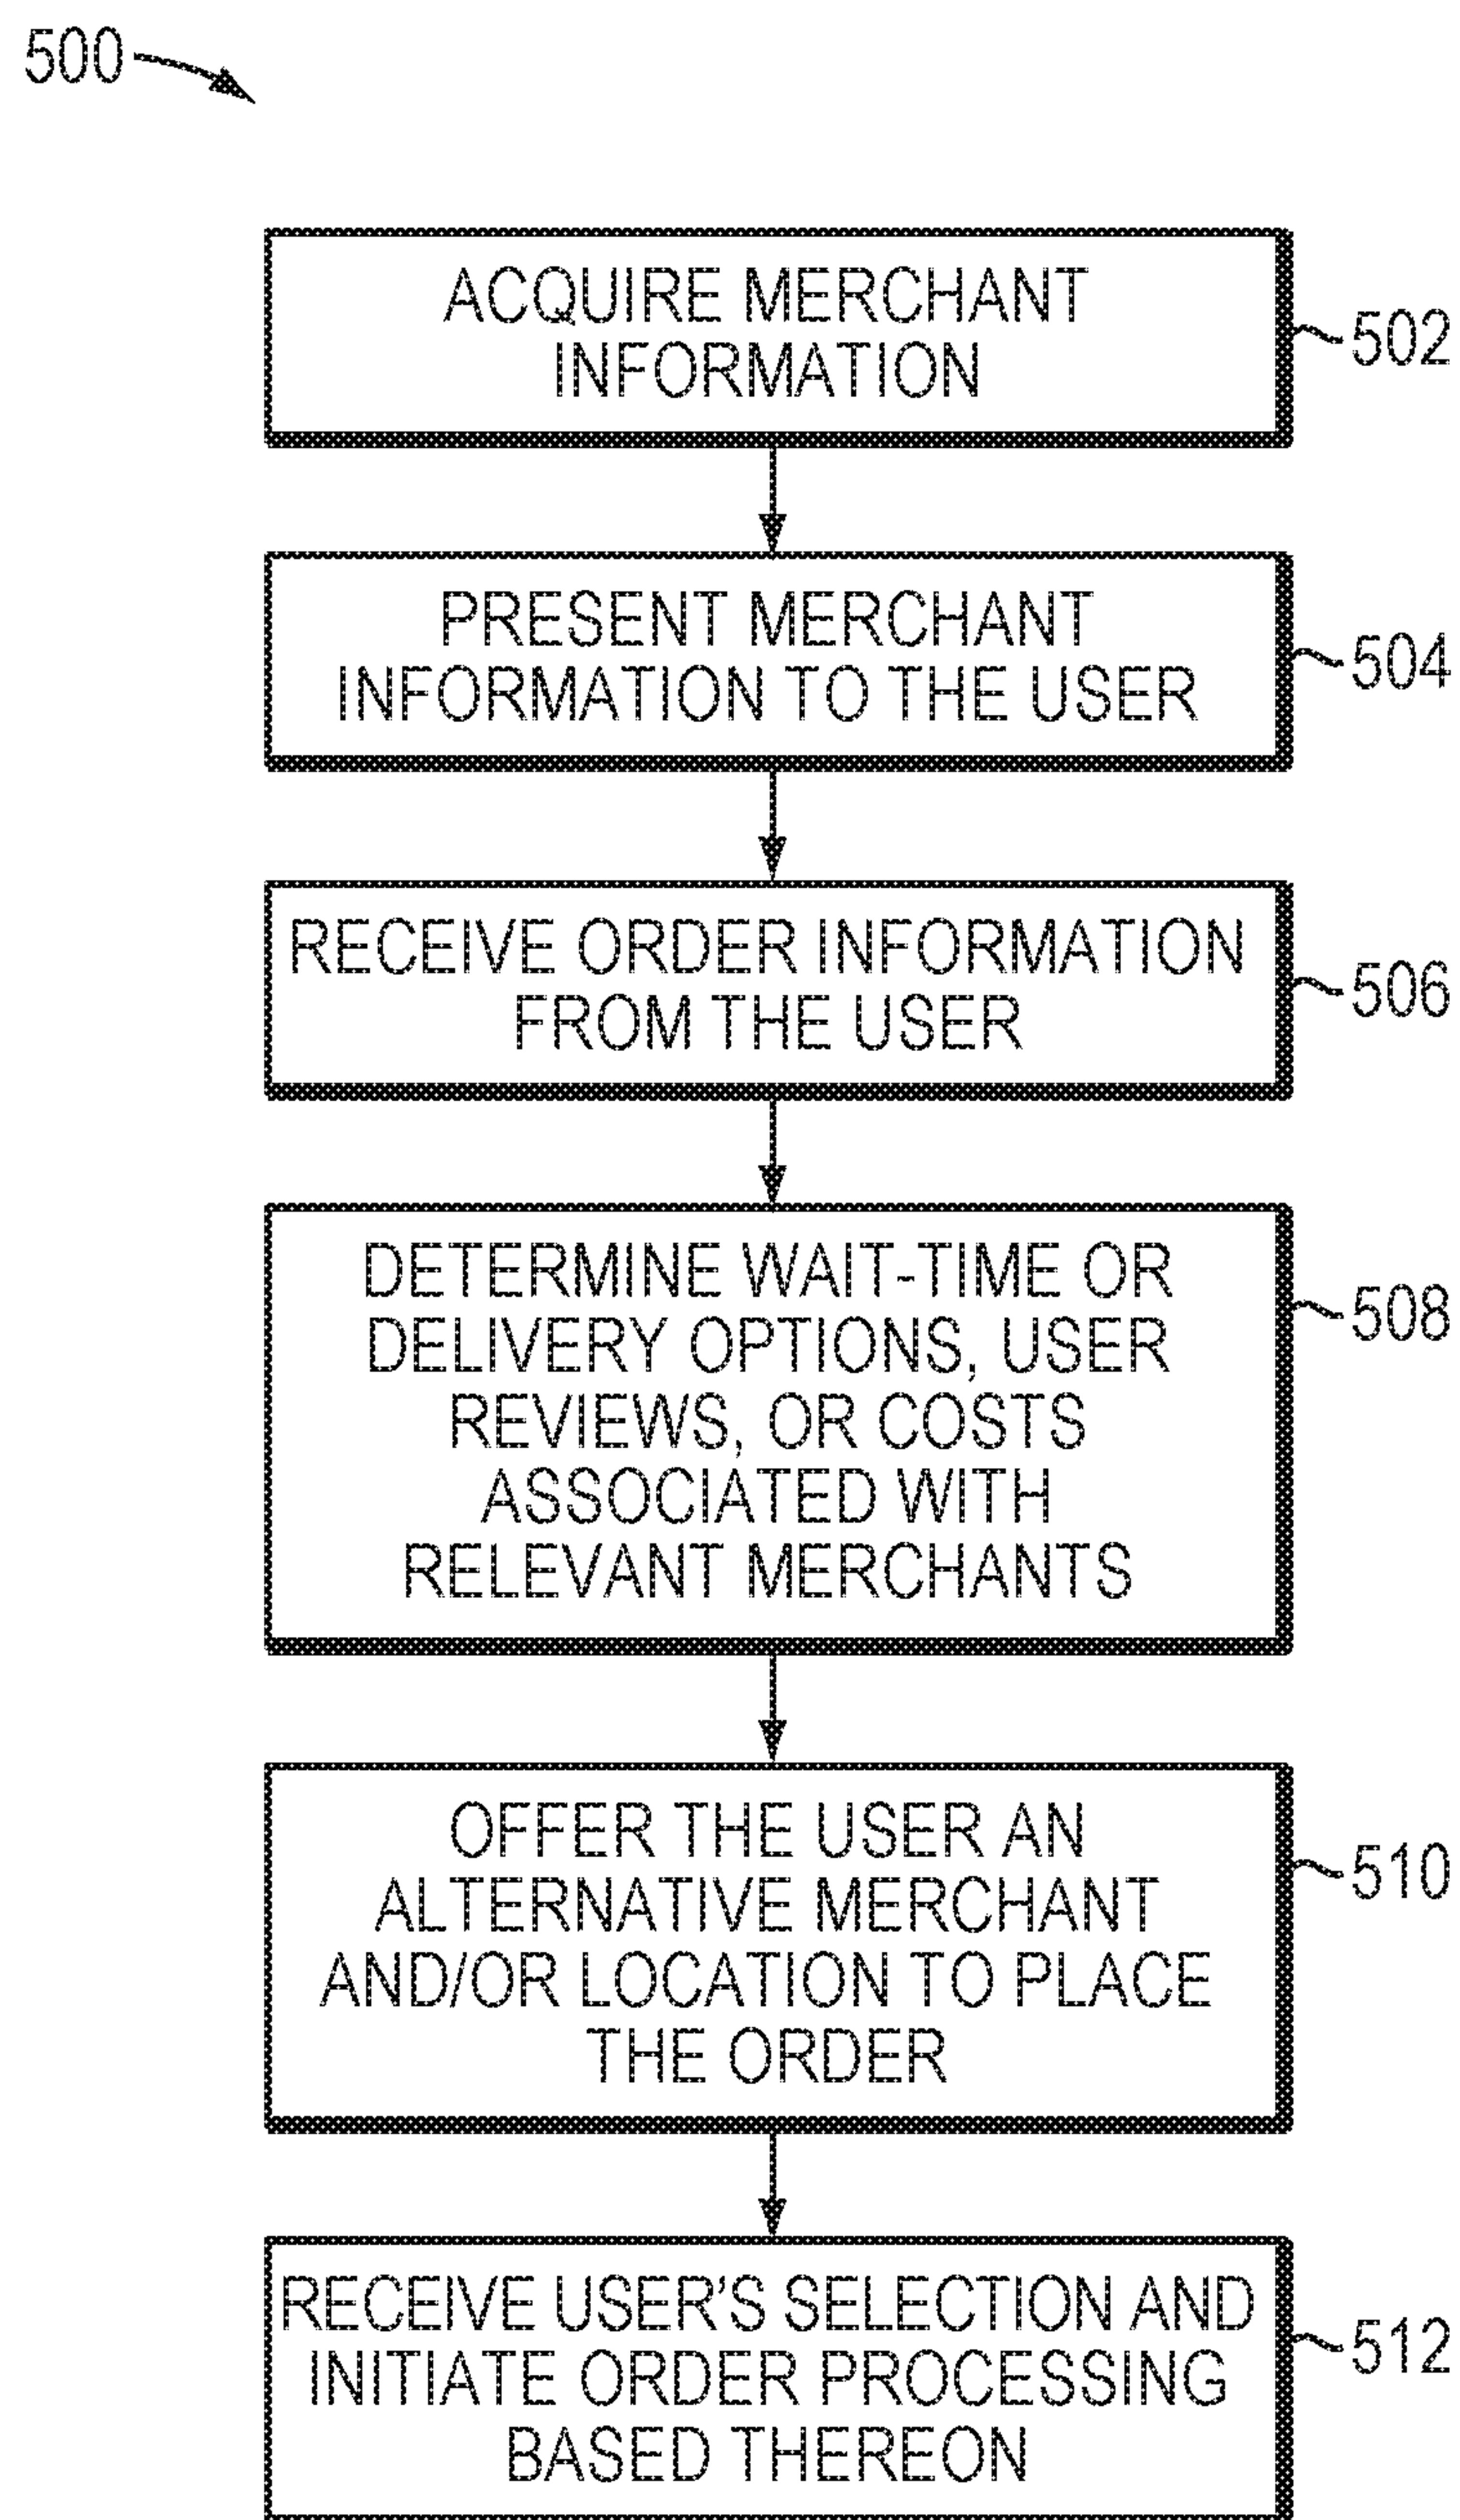 500
ACQUIRE MERCHANT
INFORMATION
502
PRESENT MERCHANT
INFORMATION TO THE USER
504
RECEIVE ORDER INFORMATION
FROM THE USER
506
DETERMINE WAIT-TIME OR
DELIVERY OPTIONS, USER
REVIEWS, OR COSTS
ASSOCIATED WITH
RELEVANT MERCHANTS
508
OFFER THE USER AN
ALTERNATIVE MERCHANT
AND/OR LOCATION TO PLACE
THE ORDER
510
RECEIVE USER'S SELECTION AND
INITIATE ORDER PROCESSING
BASED THEREON
512